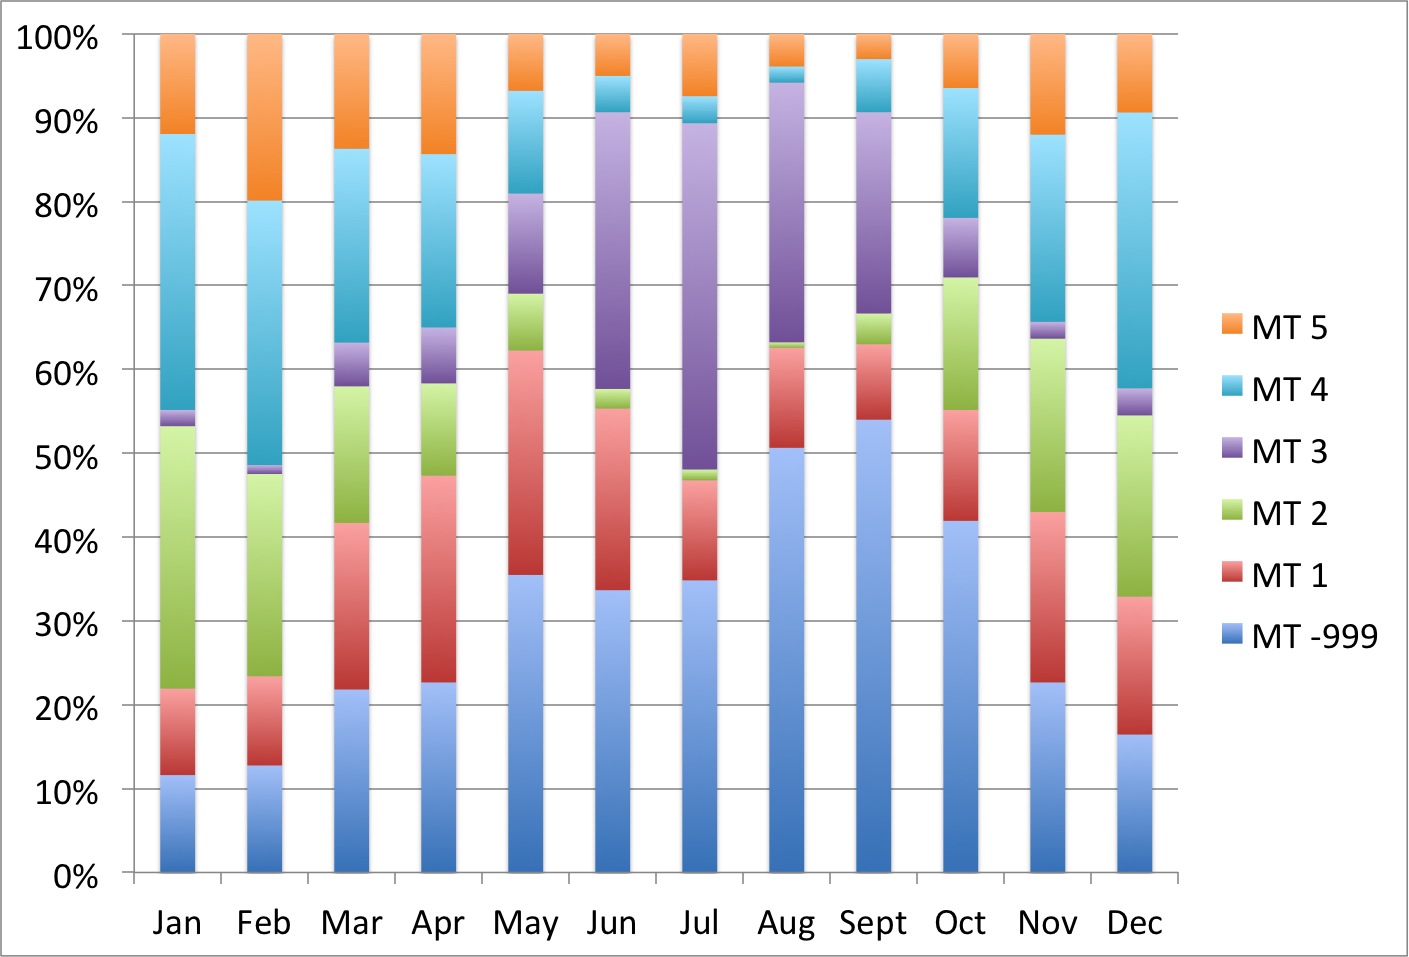 100%
90%
80%
70%
60%
50%
40%
30%
20%
10%
0%
Jan Feb Mar Apr May Jun Jul Aug Sept Oct Nov Dec
MT 5
MT 4
MT 3
MT 2
MT 1
MT -999